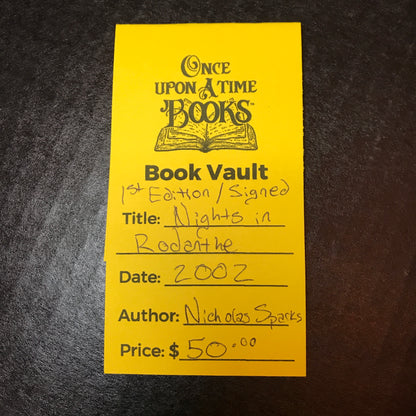 ONCE
UPON A TIME
BOOKS™
Book Vault
1st Edition / Signed
Title: Nights in
Rodanthe
Date: 2002
Author: Nicholas Sparks
Price: $ 50.00